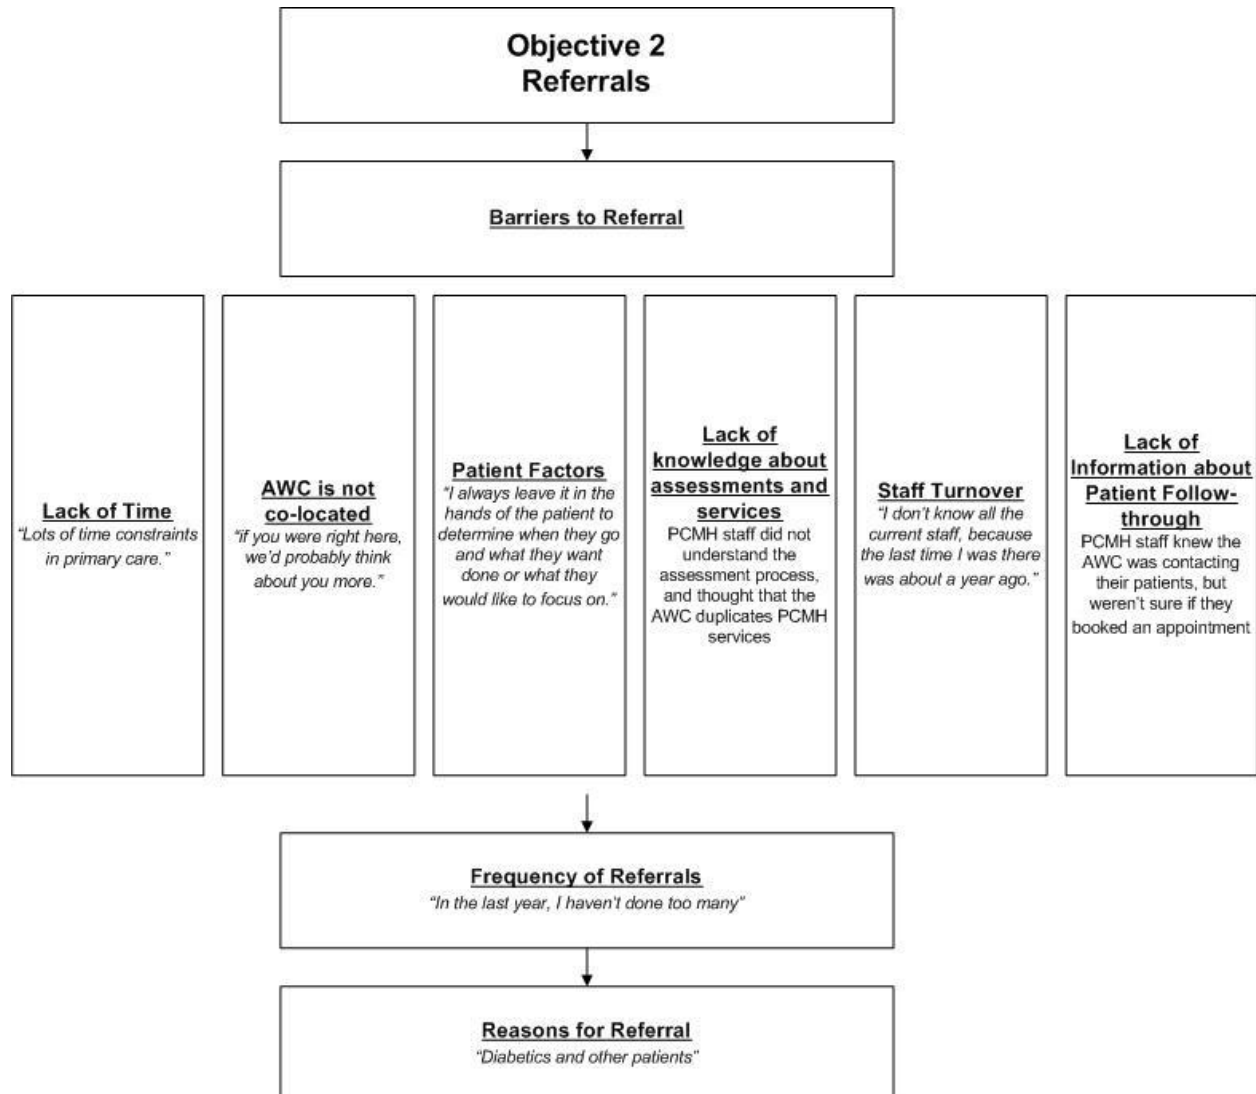 Objective 2
Referrals
Barriers to Referral
Lack of Time
“Lots of time constraints
in primary care.”
AWC is not
co-located
“if you were right here,
we’d probably think
about you more.”
Patient Factors
“I always leave it in the
hands of the patient to
determine when they go
and what they want
done or what they
would like to focus on.”
Lack of
knowledge about
assessments and
services
PCMH staff did not
understand the
assessment process,
and thought that the
AWC duplicates PCMH
services
Staff Turnover
“I don’t know all the
current staff, because
the last time I was there
was about a year ago.”
Lack of
Information about
Patient Follow-
through
PCMH staff knew the
AWC was contacting
their patients, but
weren’t sure if they
booked an appointment
Frequency of Referrals
“In the last year, I haven’t done too many”
Reasons for Referral
“Diabetics and other patients”